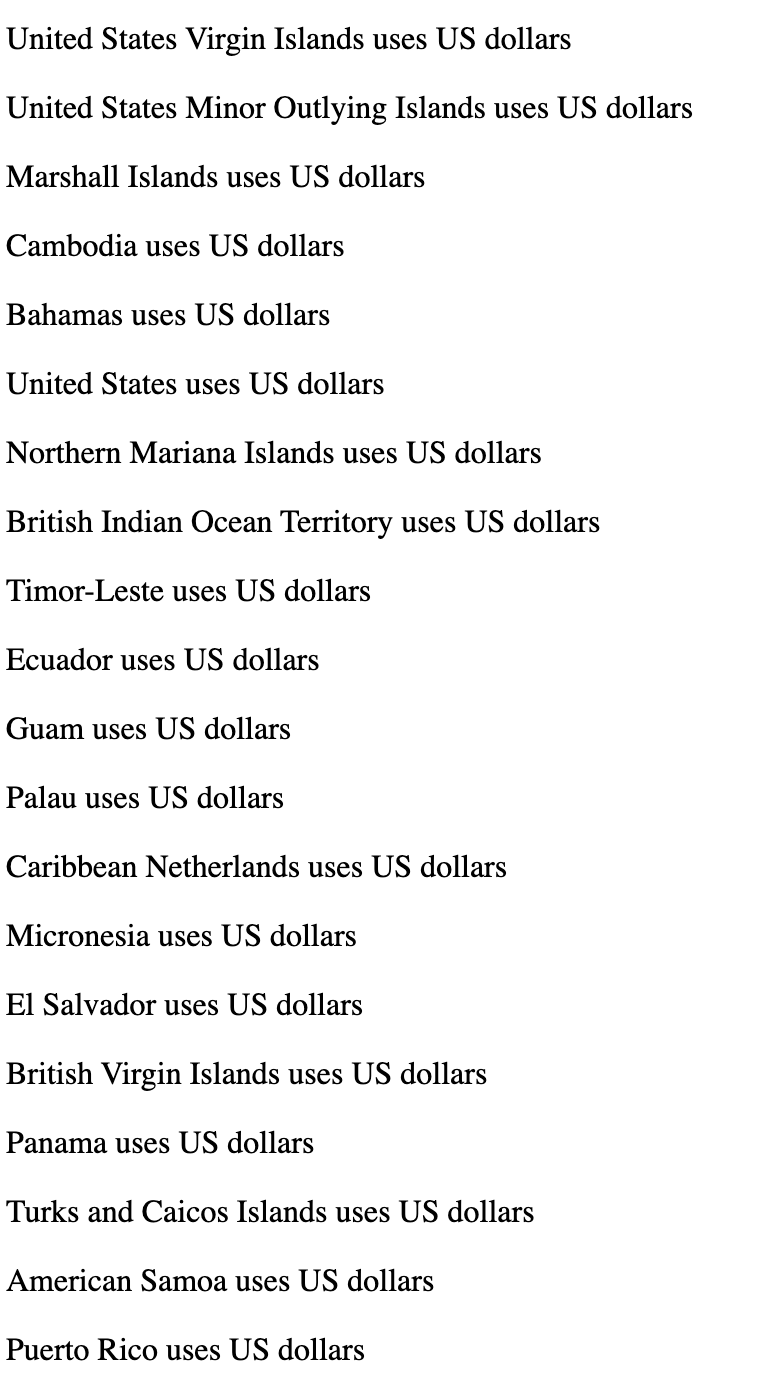 United States Virgin Islands uses US dollars
United States Minor Outlying Islands uses US dollars
Marshall Islands uses US dollars
Cambodia uses US dollars
Bahamas uses US dollars
United States uses US dollars
Northern Mariana Islands uses US dollars
British Indian Ocean Territory uses US dollars
Timor-Leste uses US dollars
Ecuador uses US dollars
Guam uses US dollars
Palau uses US dollars
Caribbean Netherlands uses US dollars
Micronesia uses US dollars
El Salvador uses US dollars
British Virgin Islands uses US dollars
Panama uses US dollars
Turks and Caicos Islands uses US dollars
American Samoa uses US dollars
Puerto Rico uses US dollars